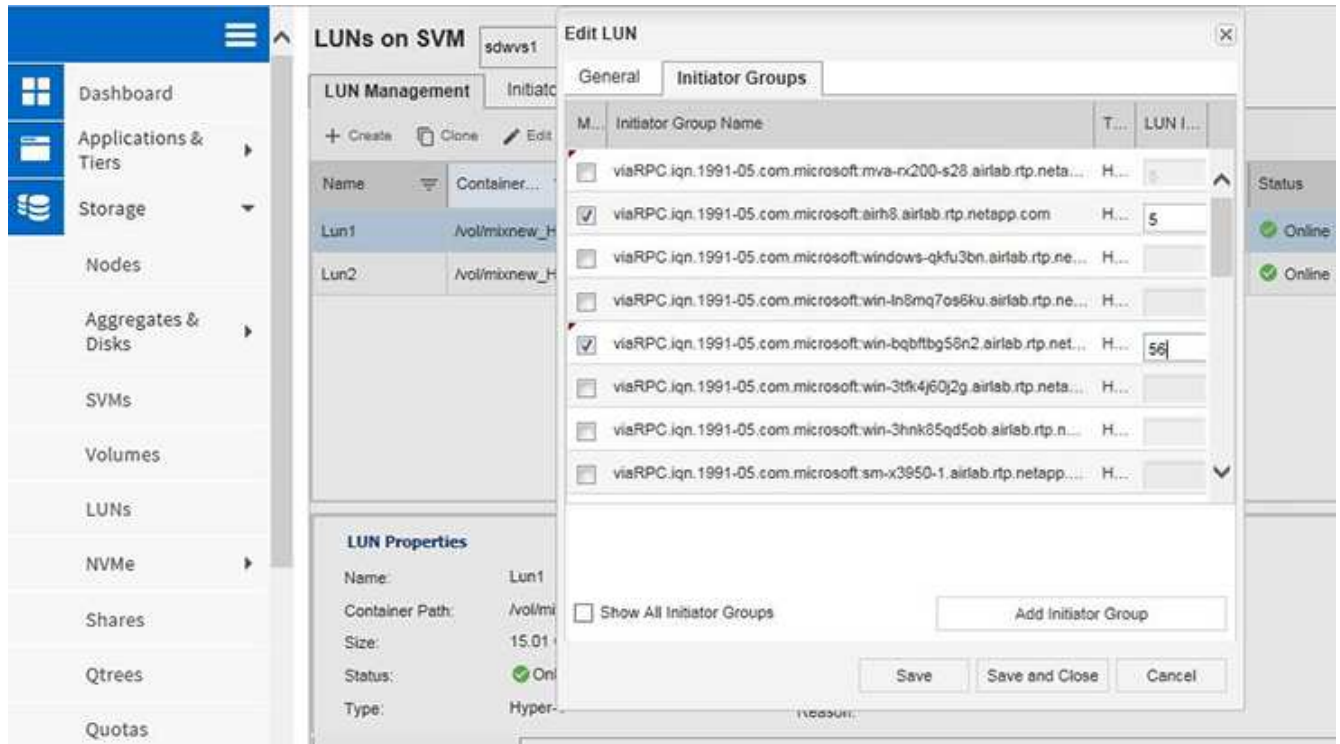 LUNs on SVM
sdwvs1
Dashboard
Applications &
Tiers
Storage
Nodes
Aggregates &
Disks
SVMs
Volumes
LUNs
NVMe
Shares
Qtrees
Quotas
LUN Management
Initiato
Create Clone Edit
Name Container...
Lun1 /vol/mixnew_H
Lun2 /vol/mixnew_H
LUN Properties
Name: Lun1
Container Path: /vol/mi
Size: 15.01
Status: Onl
Type: Hyper-
Edit LUN
General Initiator Groups
M... Initiator Group Name T... LUN I...
viaRPC.iqn.1991-05.com.microsoft:mva-rx200-s28.airlab.rtp.neta... H...
viaRPC.iqn.1991-05.com.microsoft:airh8.airlab.rtp.netapp.com H... 5
viaRPC.iqn.1991-05.com.microsoft:windows-qkfu3bn.airlab.rtp.ne... H...
viaRPC.iqn.1991-05.com.microsoft:win-ln8mq7os6ku.airlab.rtp.ne... H...
viaRPC.iqn.1991-05.com.microsoft:win-bqbftbg58n2.airlab.rtp.net... H... 56
viaRPC.iqn.1991-05.com.microsoft:win-3tfk4j60j2g.airlab.rtp.neta... H...
viaRPC.iqn.1991-05.com.microsoft:win-3hnk85qd5ob.airlab.rtp.n... H...
viaRPC.iqn.1991-05.com.microsoft:sm-x3950-1.airlab.rtp.netapp.... H...
Show All Initiator Groups Add Initiator Group
Save Save and Close Cancel
Status
Online
Online